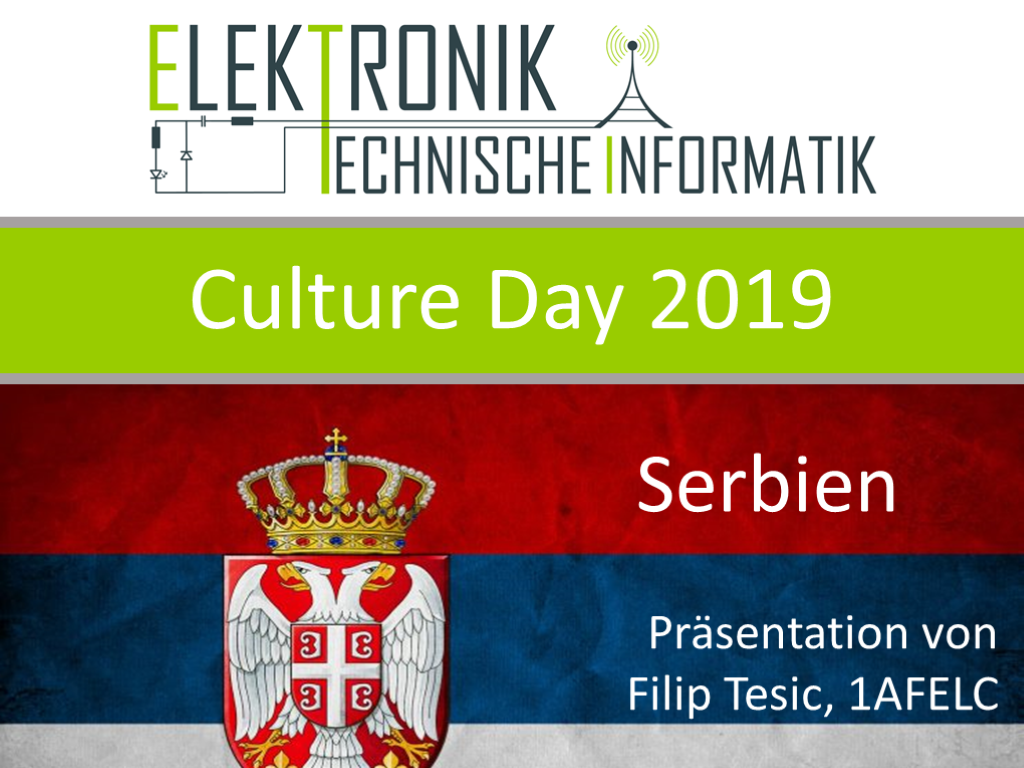 ELEKTRONIK
TECHNISCHE INFORMATIK
Culture Day 2019
Serbien
Präsentation von
Filip Tesic, 1AFELC